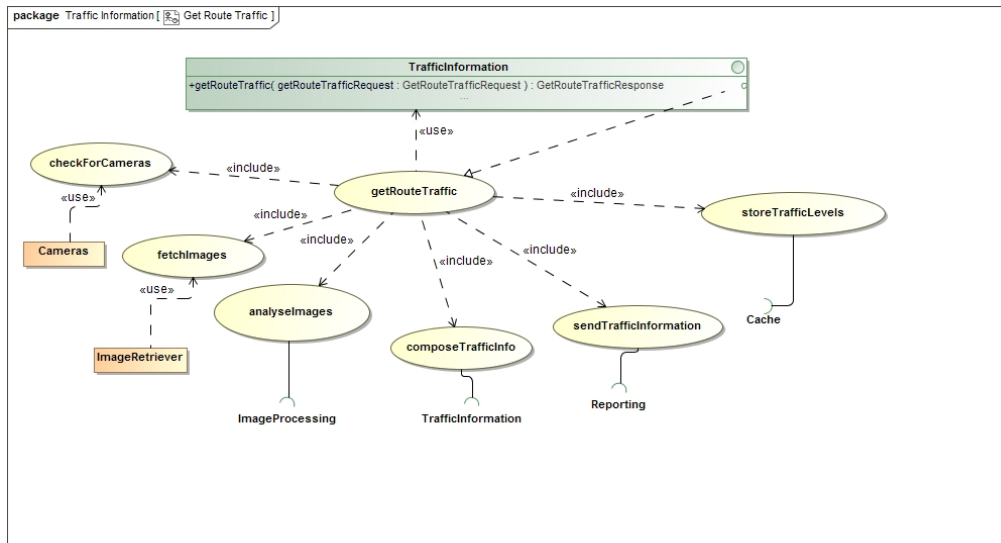 package Traffic Information [ Get Route Traffic ]
TrafficInformation
+getRouteTraffic( getRouteTrafficRequest : GetRouteTrafficRequest ) : GetRouteTrafficResponse
...
«use»
checkForCameras
«include»
«use»
getRouteTraffic
«include»
storeTrafficLevels
«include»
«include»
«include»
«include»
Cameras
fetchImages
«use»
analyseImages
sendTrafficInformation
Cache
composeTrafficInfo
ImageRetriever
Reporting
ImageProcessing
TrafficInformation